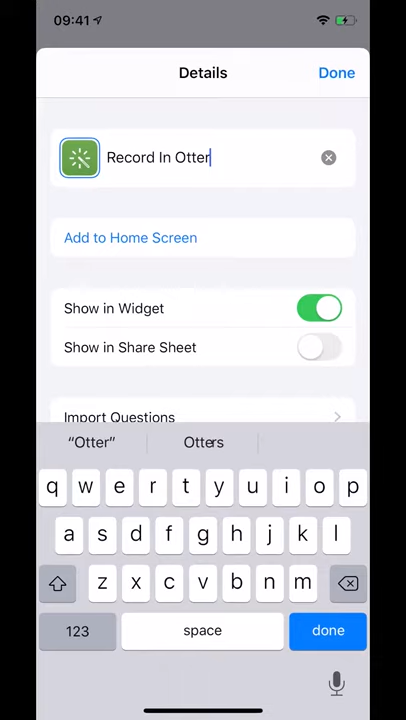 09:41
Details
Done
Record In Otter
Add to Home Screen
Show in Widget
Show in Share Sheet
Import Questions
“Otter”
Otters
q w e r t y u i o p
a s d f g h j k l
z x c v b n m
123
space
done